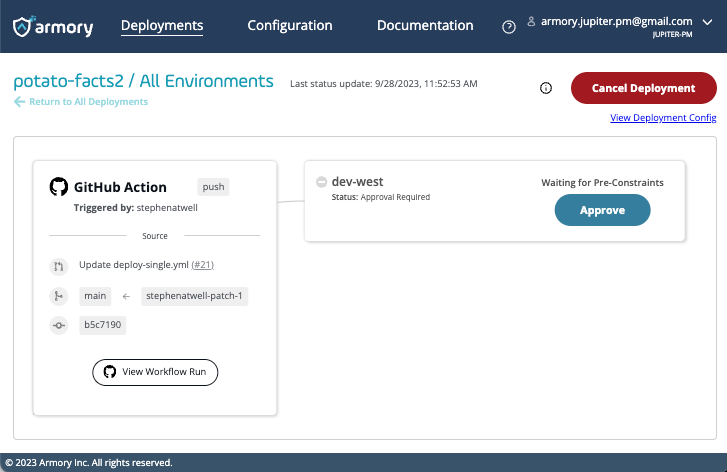 armory
Deployments
Configuration
Documentation
armory.jupiter.pm@gmail.com
JUPITER-PM
potato-facts2 / All Environments
Last status update: 9/28/2023, 11:52:53 AM
Cancel Deployment
Return to All Deployments
View Deployment Config
GitHub Action
push
Triggered by: stephenatwell
Source
Update deploy-single.yml (#21)
main
stephenatwell-patch-1
b5c7190
View Workflow Run
dev-west
Status: Approval Required
Waiting for Pre-Constraints
Approve
© 2023 Armory Inc. All rights reserved.